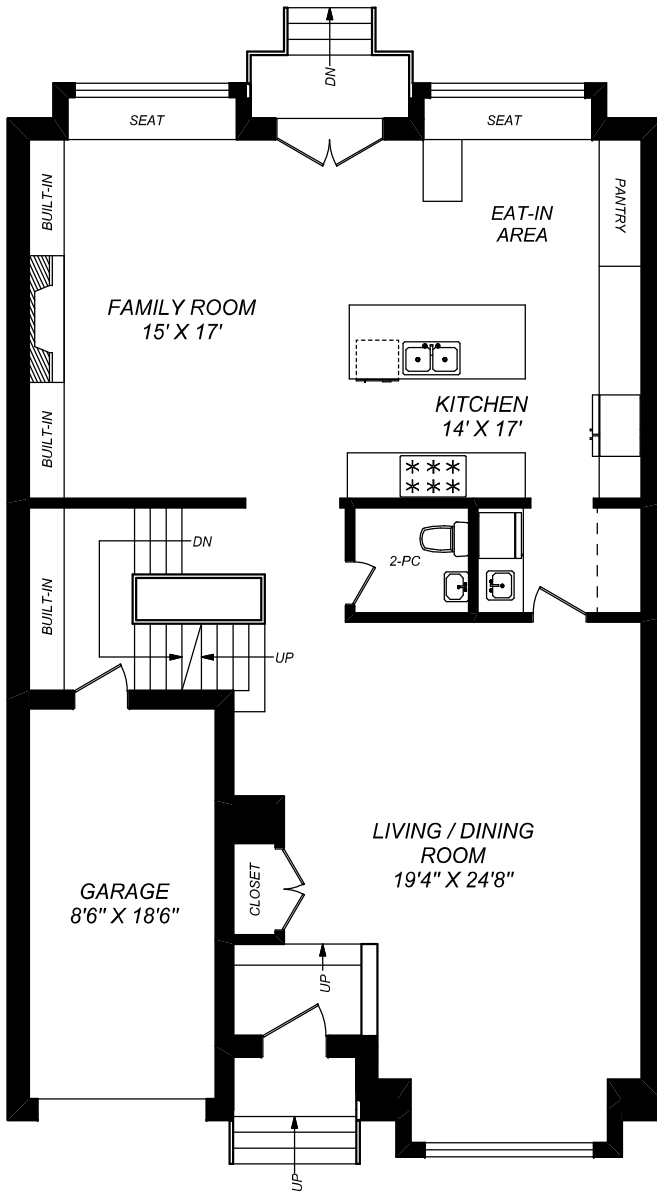 DN
SEAT
SEAT
BUILT-IN
PANTRY
EAT-IN
AREA
FAMILY ROOM
15' X 17'
KITCHEN
14' X 17'
BUILT-IN
DN
2-PC
BUILT-IN
UP
LIVING / DINING
ROOM
19'4" X 24'8"
CLOSET
GARAGE
8'6" X 18'6"
UP
UP